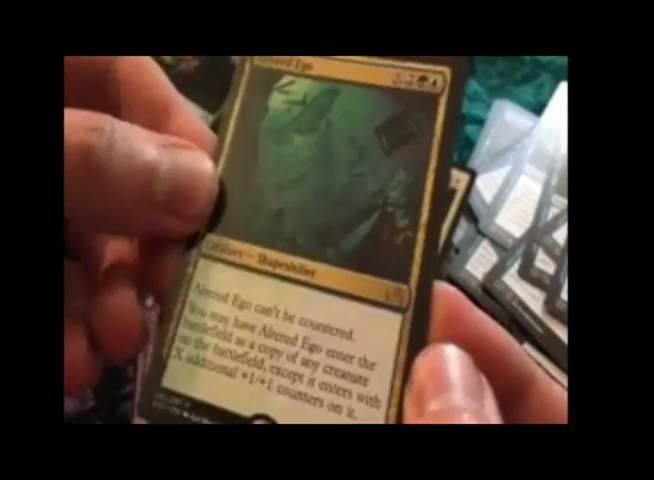 Altered Ego
Creature — Shapeshifter
Altered Ego can't be countered.
You may have Altered Ego enter the
battlefield as a copy of any creature
on the battlefield, except it enters with
X additional +1/+1 counters on it.